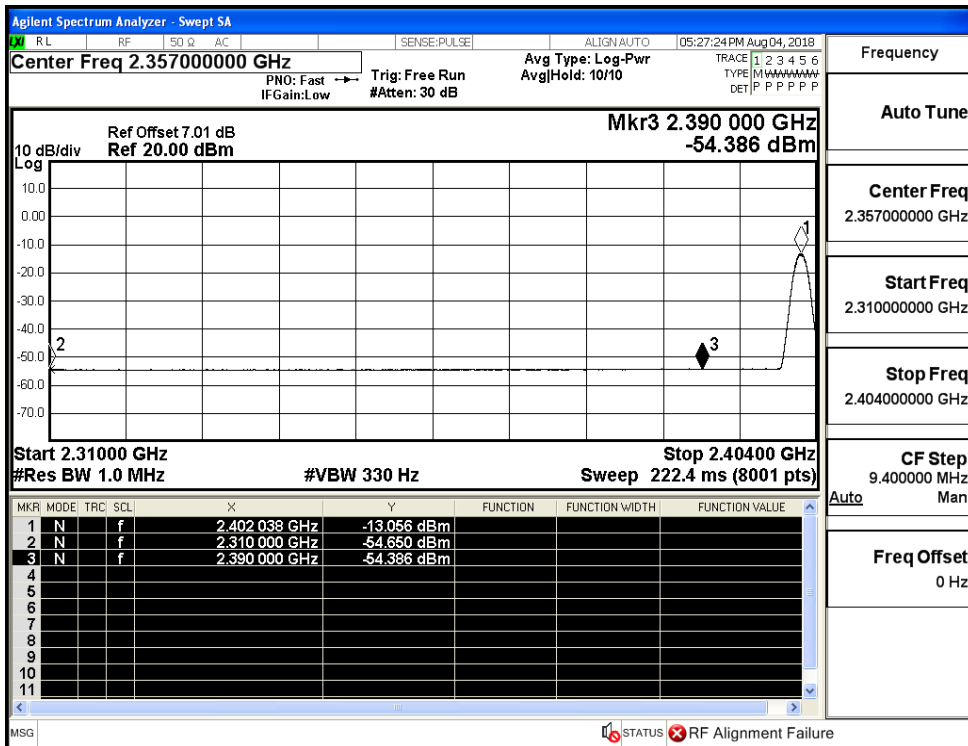 Agilent Spectrum Analyzer - Swept SA
LXI RL RF 50 Ω AC SENSE:PULSE ALIGN AUTO 05:27:24 PM Aug 04, 2018
Center Freq 2.357000000 GHz
PNO: Fast
IFGain:Low
Trig: Free Run
#Atten: 30 dB
Avg Type: Log-Pwr
Avg|Hold: 10/10
TRACE 1 2 3 4 5 6
TYPE M WWWWW
DET P P P P P P
Ref Offset 7.01 dB
10 dB/div Ref 20.00 dBm
Log
Mkr3 2.390 000 GHz
-54.386 dBm
10.0
0.00
-10.0
-20.0
-30.0
-40.0
-50.0
-60.0
-70.0
1
2
3
Start 2.31000 GHz Stop 2.40400 GHz
#Res BW 1.0 MHz #VBW 330 Hz Sweep 222.4 ms (8001 pts)
MKR MODE TRC SCL X Y FUNCTION FUNCTION WIDTH FUNCTION VALUE
1 N f 2.402 038 GHz -13.056 dBm
2 N f 2.310 000 GHz -54.650 dBm
3 N f 2.390 000 GHz -54.386 dBm
4
5
6
7
8
9
10
11
MSG STATUS RF Alignment Failure
Frequency
Auto Tune
Center Freq
2.357000000 GHz
Start Freq
2.310000000 GHz
Stop Freq
2.404000000 GHz
CF Step
9.400000 MHz
Auto Man
Freq Offset
0 Hz